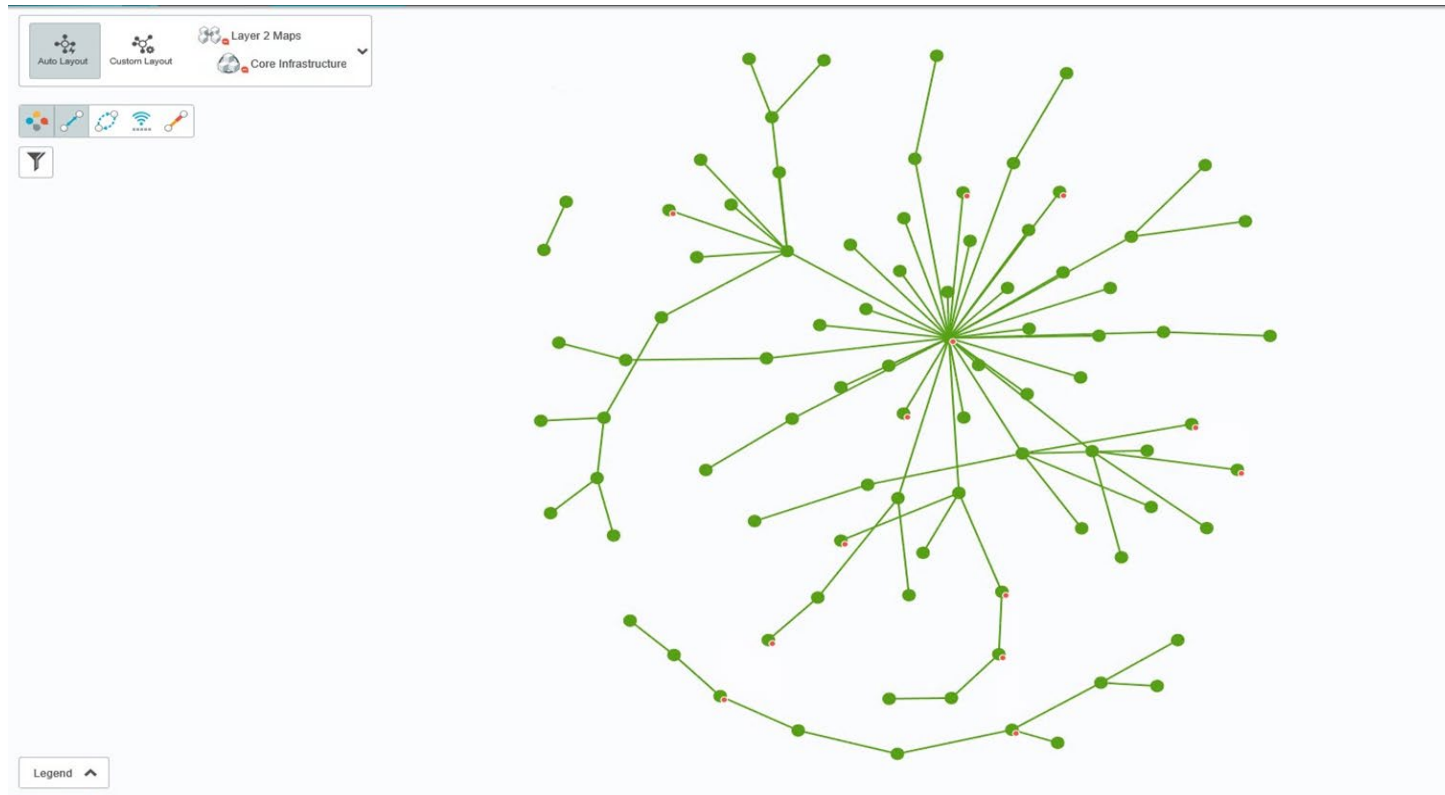 Auto Layout
Custom Layout
Layer 2 Maps
Core Infrastructure
Legend